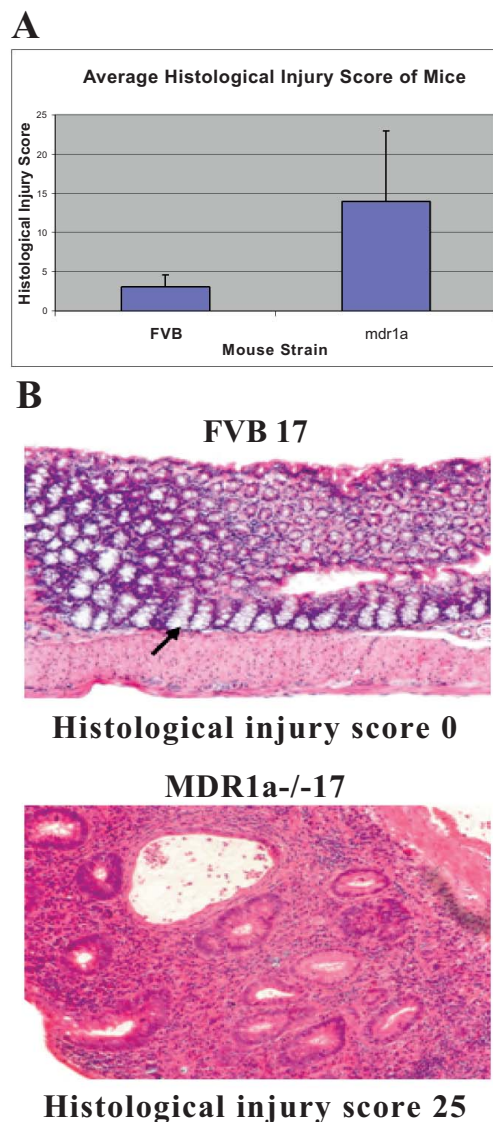 A
Average Histological Injury Score of Mice
Histological Injury Score
25
20
15
10
5
0
FVB
mdr1a
Mouse Strain
B
FVB 17
Histological injury score 0
MDR1a-/-17
Histological injury score 25